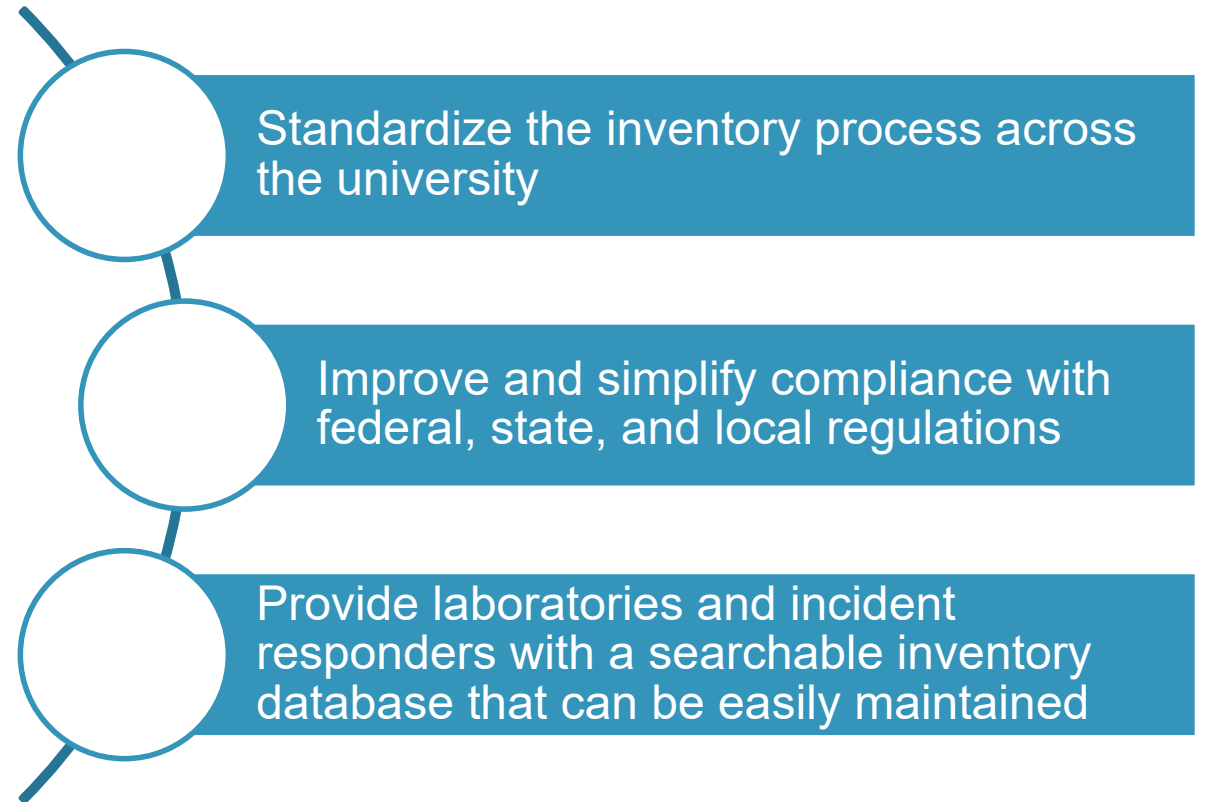 Standardize the inventory process across
the university
Improve and simplify compliance with
federal, state, and local regulations
Provide laboratories and incident
responders with a searchable inventory
database that can be easily maintained